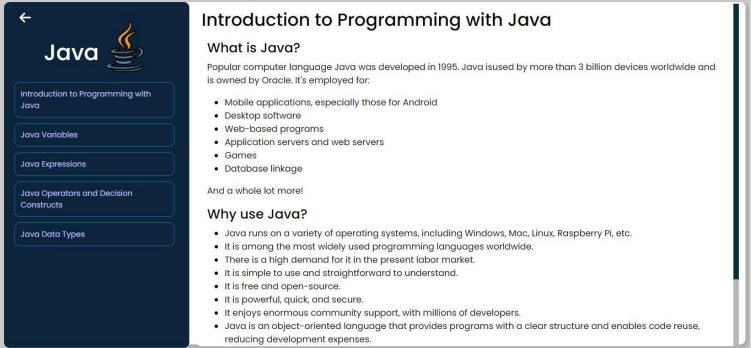 Java
Introduction to Programming with
Java
Java Variables
Java Expressions
Java Operators and Decision
Constructs
Java Data Types
Introduction to Programming with Java
What is Java?
Popular computer language Java was developed in 1995. Java isused by more than 3 billion devices worldwide and
is owned by Oracle. It's employed for:
Mobile applications, especially those for Android
Desktop software
Web-based programs
Application servers and web servers
Games
Database linkage
And a whole lot more!
Why use Java?
Java runs on a variety of operating systems, including Windows, Mac, Linux, Raspberry Pi, etc.
It is among the most widely used programming languages worldwide.
There is a high demand for it in the present labor market.
It is simple to use and straightforward to understand.
It is free and open-source.
It is powerful, quick, and secure.
It enjoys enormous community support, with millions of developers.
Java is an object-oriented language that provides programs with a clear structure and enables code reuse,
reducing development expenses.